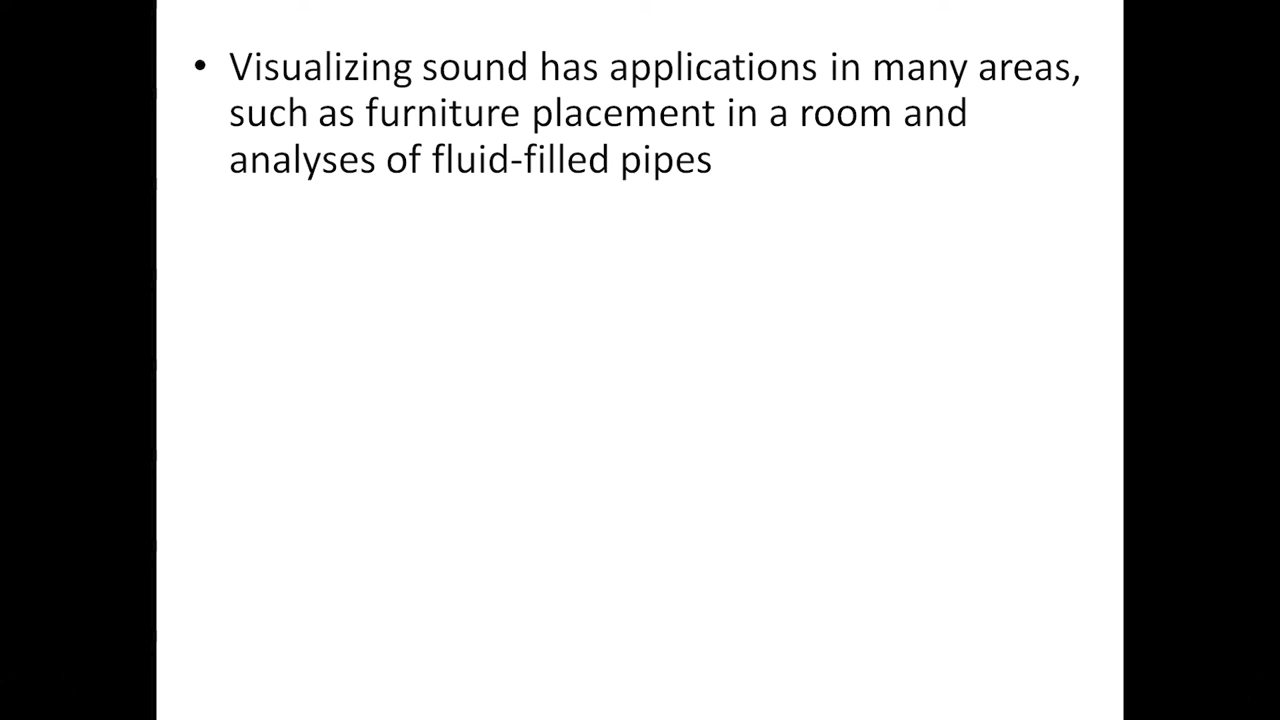 • Visualizing sound has applications in many areas,
such as furniture placement in a room and
analyses of fluid-filled pipes